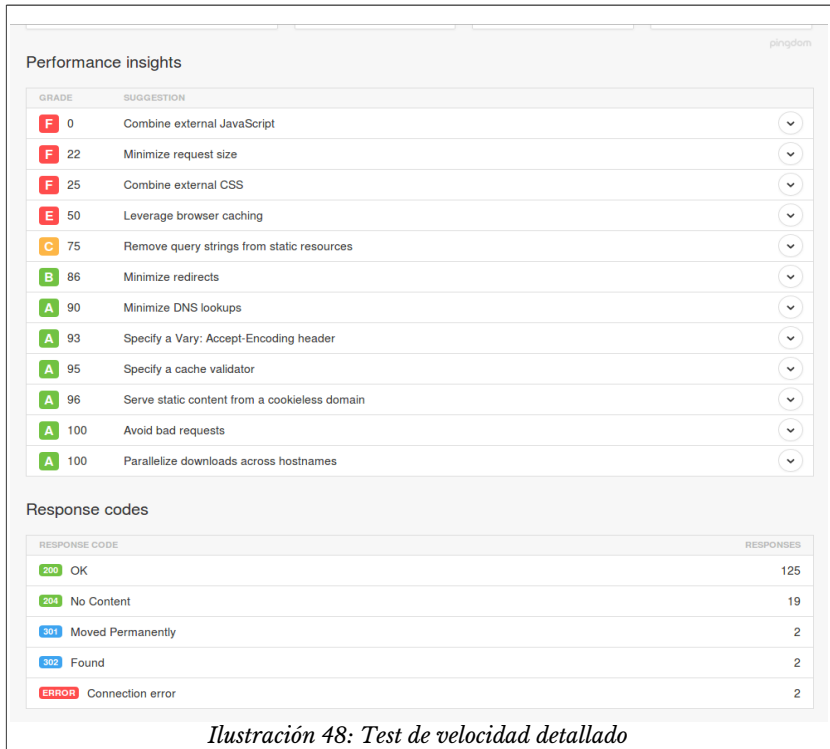 pingdom
Performance insights
GRADE SUGGESTION
F 0 Combine external JavaScript
F 22 Minimize request size
F 25 Combine external CSS
E 50 Leverage browser caching
C 75 Remove query strings from static resources
B 86 Minimize redirects
A 90 Minimize DNS lookups
A 93 Specify a Vary: Accept-Encoding header
A 95 Specify a cache validator
A 96 Serve static content from a cookieless domain
A 100 Avoid bad requests
A 100 Parallelize downloads across hostnames
Response codes
RESPONSE CODE RESPONSES
200 OK 125
204 No Content 19
301 Moved Permanently 2
302 Found 2
ERROR Connection error 2
Ilustración 48: Test de velocidad detallado